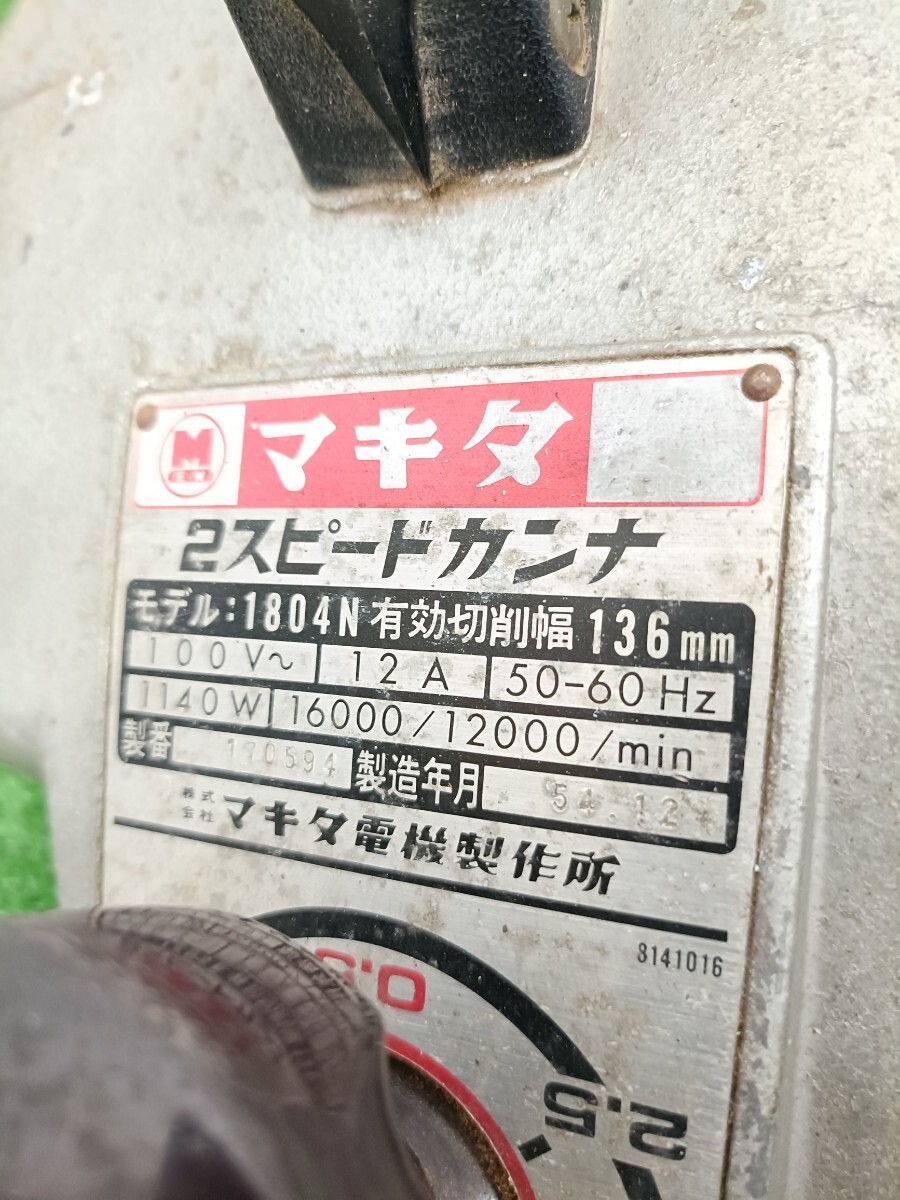 M
マキタ
2スピードカンナ
モデル:1804N 有効切削幅 136mm
100V~ 12A 50-60Hz
1140W 16000/12000/min
製番 170594 製造年月 54.12
株式会社 マキタ電機製作所
8141016
0.5
2.5